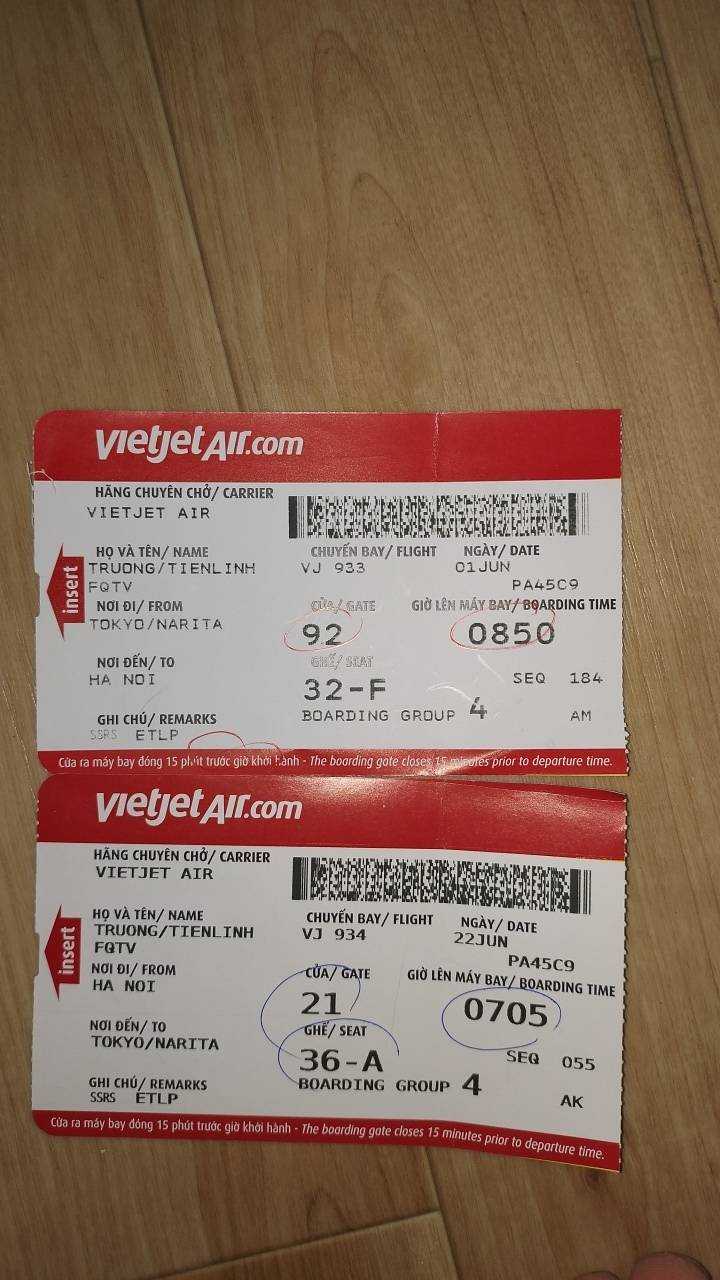 vietjetAir.com
HÃNG CHUYÊN CHỞ/ CARRIER
VIETJET AIR
HỌ VÀ TÊN/ NAME CHUYẾN BAY/ FLIGHT NGÀY/ DATE
TRUONG/TIENLINH VJ 933 01JUN
FQTV PA45C9
insert
NƠI ĐI/ FROM CỬA/ GATE GIỜ LÊN MÁY BAY/ BOARDING TIME
TOKYO/NARITA 92 0850
NƠI ĐẾN/ TO GHẾ/ SEAT
HA NOI 32-F SEQ 184
GHI CHÚ/ REMARKS BOARDING GROUP 4 AM
SSRS ETLP
Cửa ra máy bay đóng 15 phút trước giờ khởi hành - The boarding gate closes 15 minutes prior to departure time.
vietjetAir.com
HÃNG CHUYÊN CHỞ/ CARRIER
VIETJET AIR
HỌ VÀ TÊN/ NAME CHUYẾN BAY/ FLIGHT NGÀY/ DATE
TRUONG/TIENLINH VJ 934 22JUN
FQTV PA45C9
insert
NƠI ĐI/ FROM CỬA/ GATE GIỜ LÊN MÁY BAY/ BOARDING TIME
HA NOI 21 0705
NƠI ĐẾN/ TO GHẾ/ SEAT
TOKYO/NARITA 36-A SEQ 055
GHI CHÚ/ REMARKS BOARDING GROUP 4
SSRS ETLP AK
Cửa ra máy bay đóng 15 phút trước giờ khởi hành - The boarding gate closes 15 minutes prior to departure time.